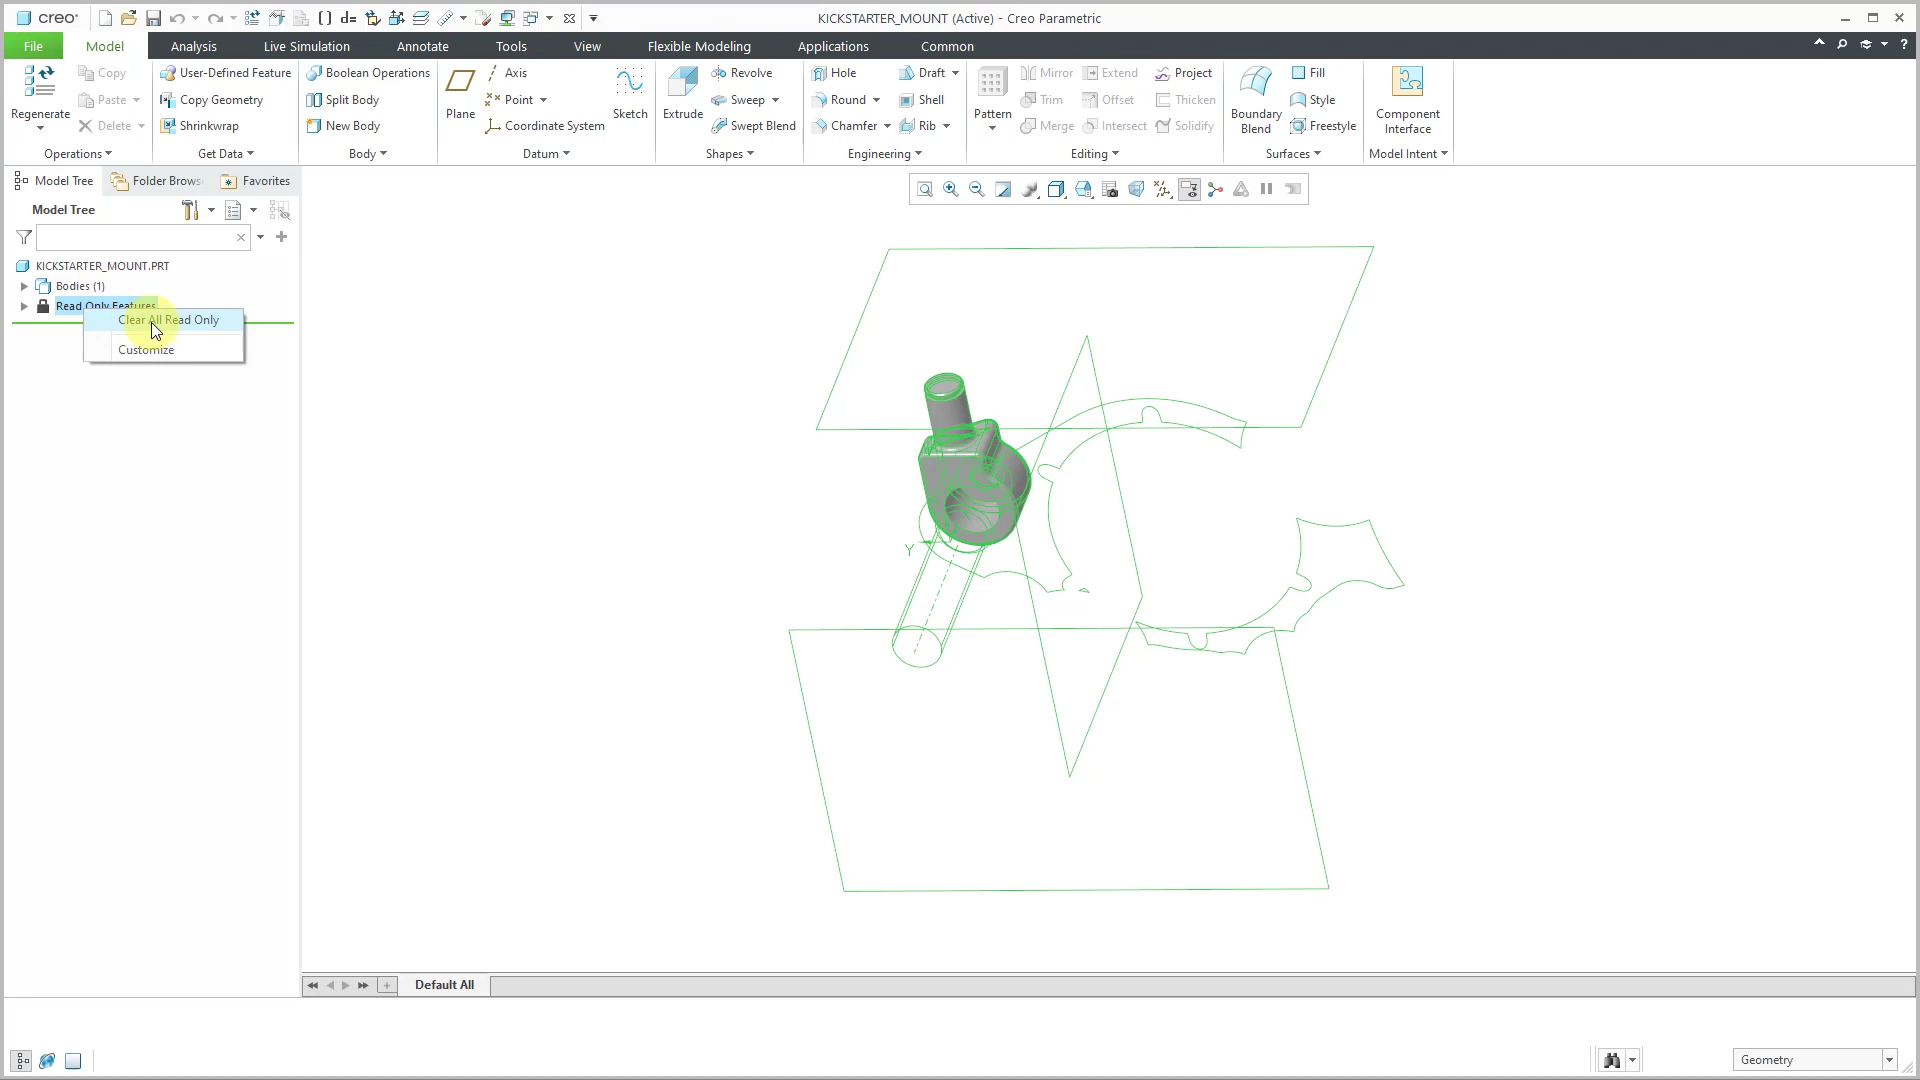 creo
KICKSTARTER_MOUNT (Active) - Creo Parametric
File
Model
Analysis
Live Simulation
Annotate
Tools
View
Flexible Modeling
Applications
Common
Regenerate
Copy
Paste
Delete
Operations
User-Defined Feature
Copy Geometry
Shrinkwrap
Get Data
Boolean Operations
Split Body
New Body
Body
Plane
Axis
Point
Coordinate System
Sketch
Datum
Extrude
Revolve
Sweep
Swept Blend
Shapes
Hole
Round
Chamfer
Draft
Shell
Rib
Engineering
Pattern
Mirror
Trim
Merge
Extend
Offset
Intersect
Project
Thicken
Solidify
Editing
Boundary
Blend
Fill
Style
Freestyle
Surfaces
Component
Interface
Model Intent
Model Tree
Folder Brows
Favorites
Model Tree
KICKSTARTER_MOUNT.PRT
Bodies (1)
Read Only Features
Clear All Read Only
Customize
Y
Default All
Geometry